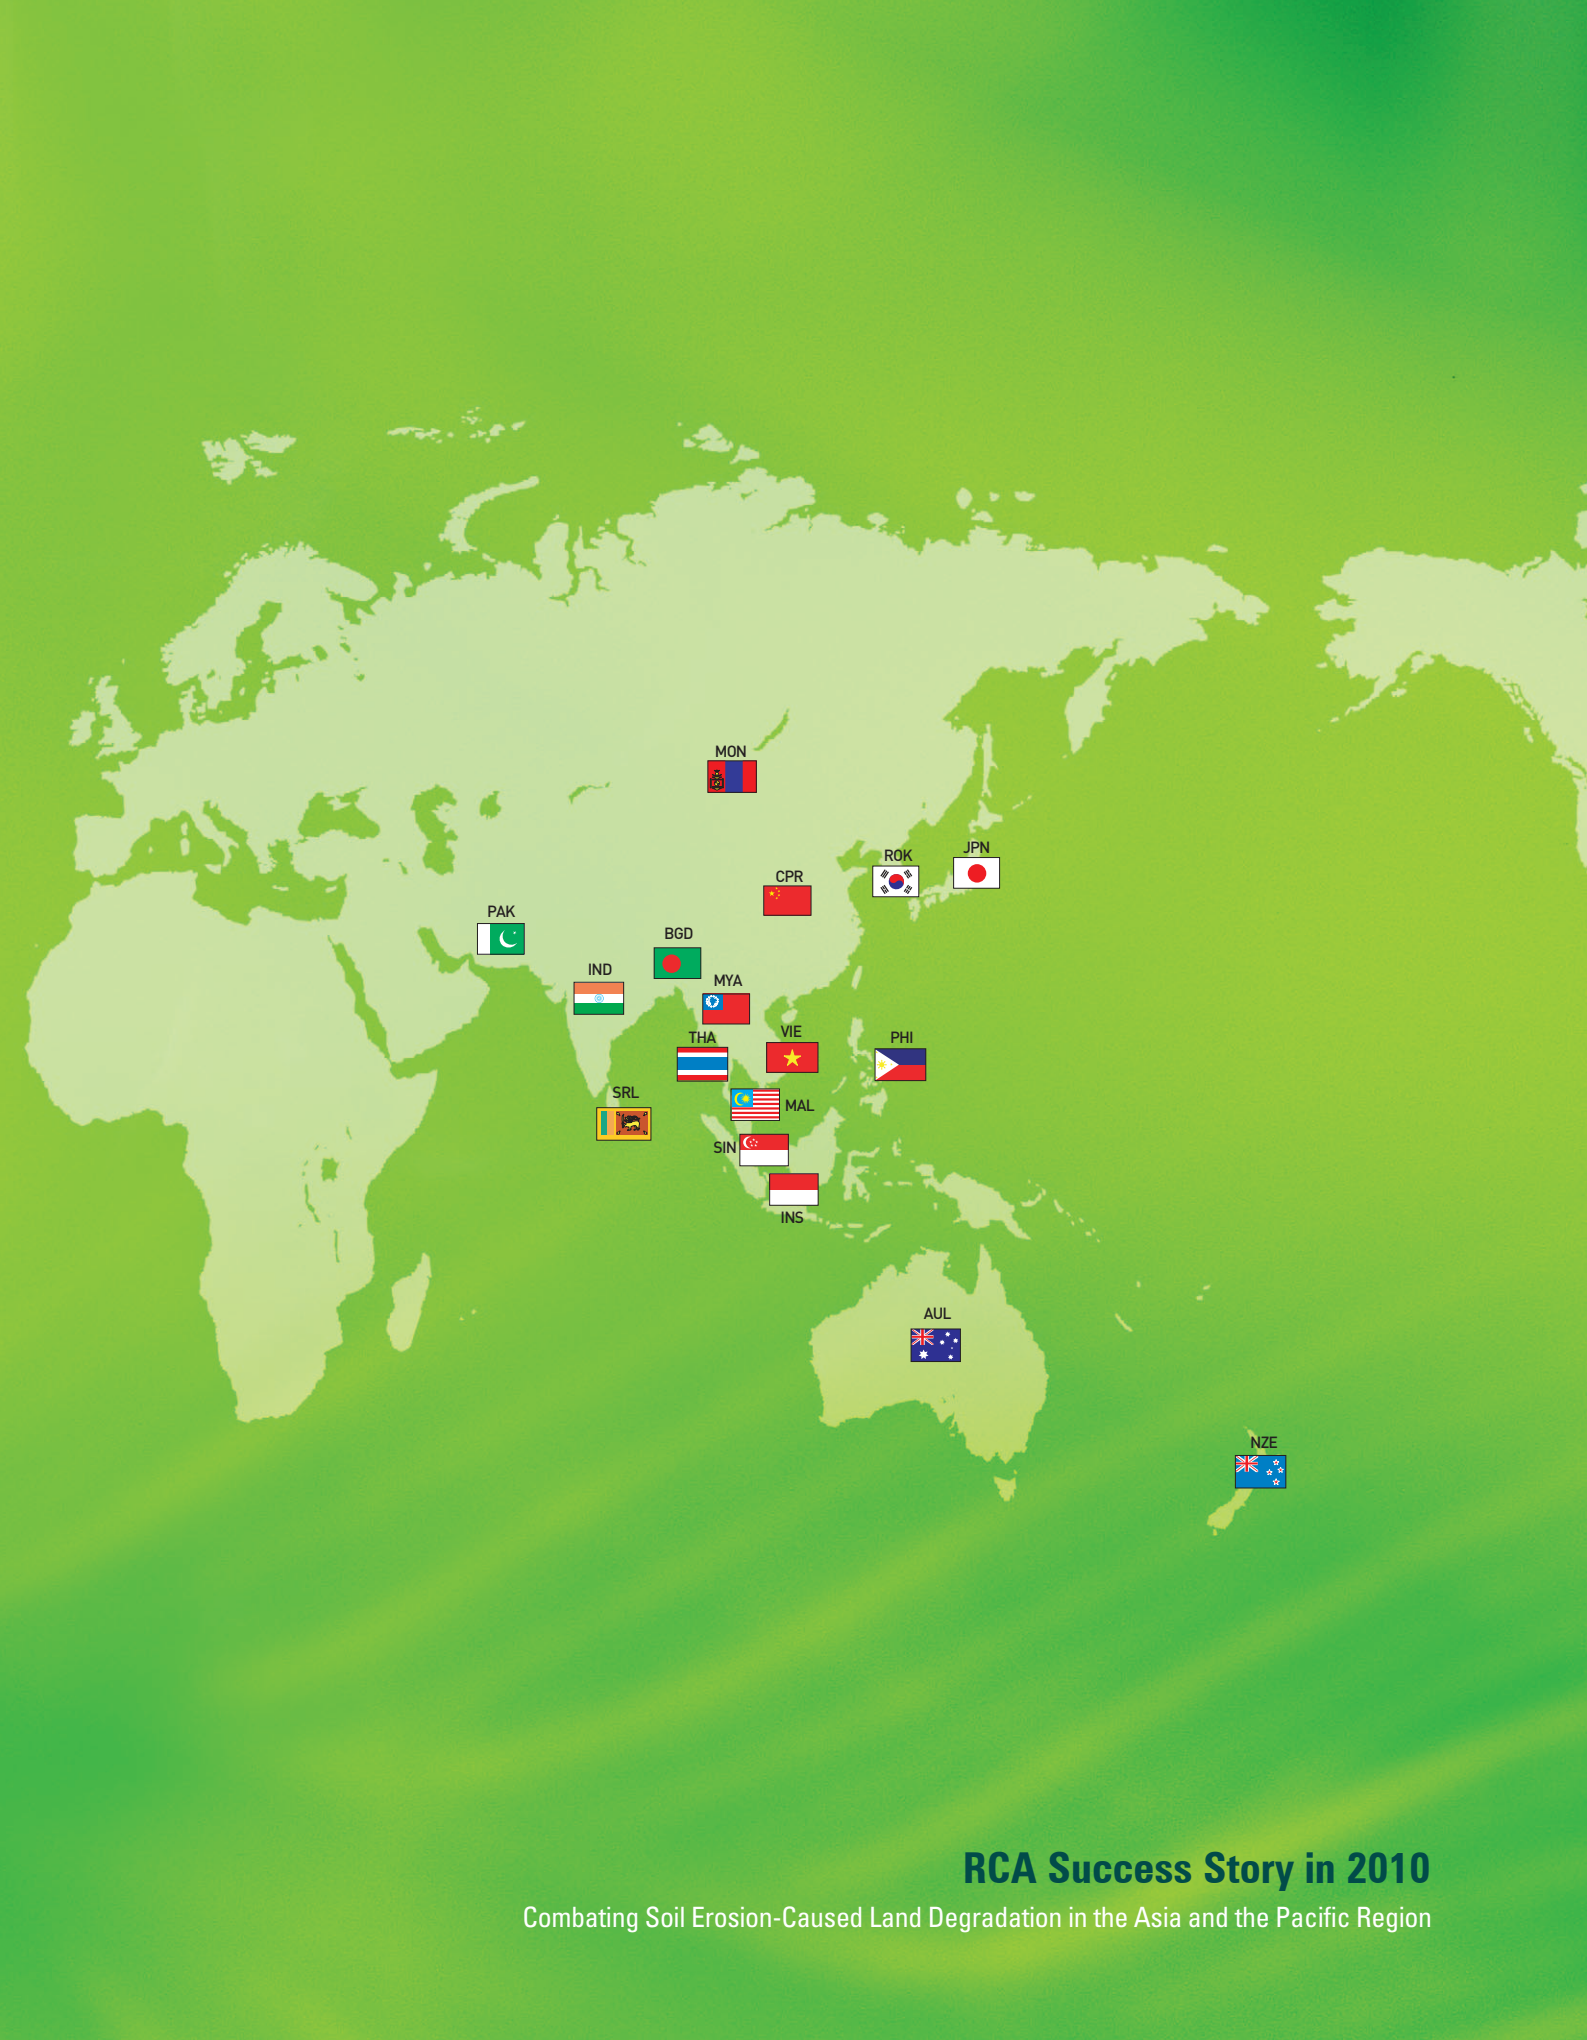 MON
JPN
ROK
CPR
PAK
BGD
IND
MYA
VIE
THA
PHI
SRL
MAL
SIN
INS
AUL
NZE
RCA Success Story in 2010
Combating Soil Erosion-Caused Land Degradation in the Asia and the Pacific Region